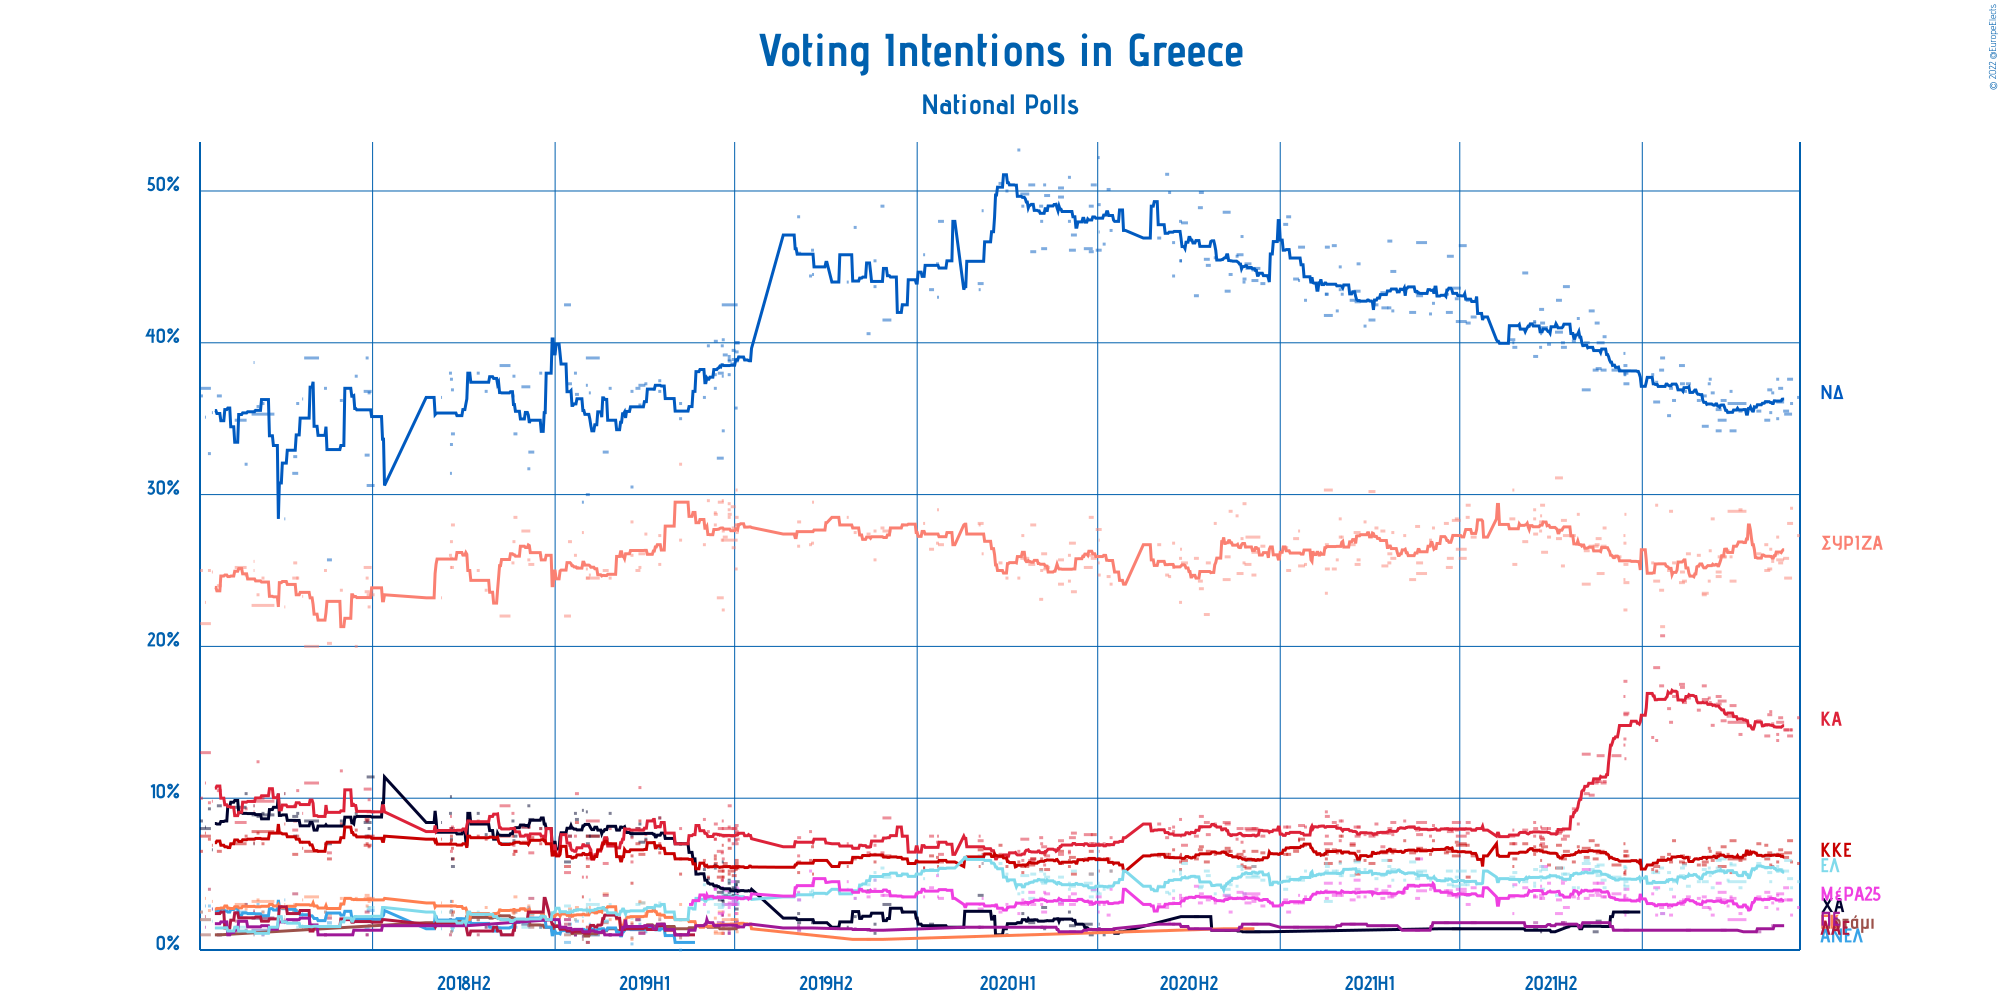 Voting Intentions in Greece
National Polls
© 2022 @EuropeElects
50%
40%
30%
20%
10%
0%
ΝΔ
ΣΥΡΙΖΑ
ΚΑ
ΚΚΕ
ΕΛ
ΜέΡΑ25
ΧΑ
ΑΝΕΛ
2018H2
2019H1
2019H2
2020H1
2020H2
2021H1
2021H2